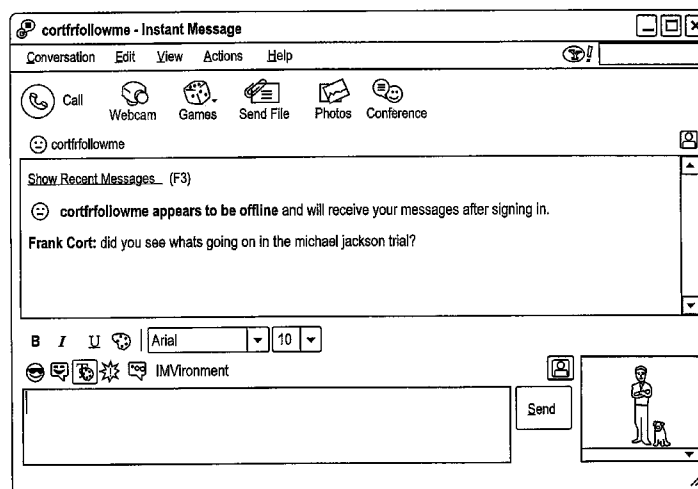 cortfrfollowme - Instant Message
Conversation Edit View Actions Help
Call
Webcam Games Send File Photos Conference
cortfrfollowme
Show Recent Messages (F3)
cortfrfollowme appears to be offline and will receive your messages after signing in.
Frank Cort: did you see whats going on in the michael jackson trial?
B I U Arial 10
IMVironment
Send